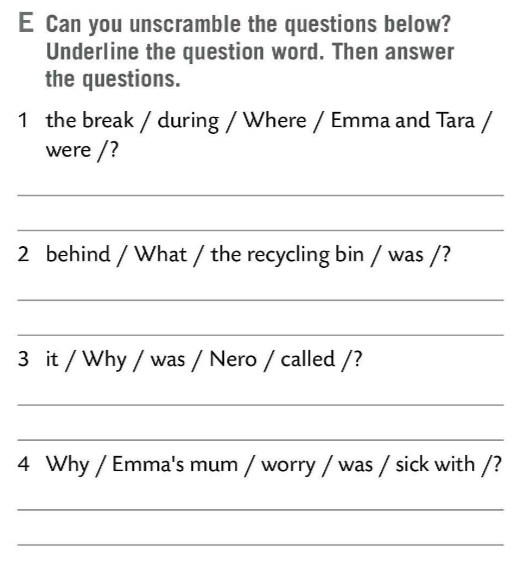 E Can you unscramble the questions below?
Underline the question word. Then answer
the questions.
1 the break / during / Where / Emma and Tara /
were /?
2 behind / What / the recycling bin / was /?
3 it / Why / was / Nero / called /?
4 Why / Emma's mum / worry / was / sick with /?